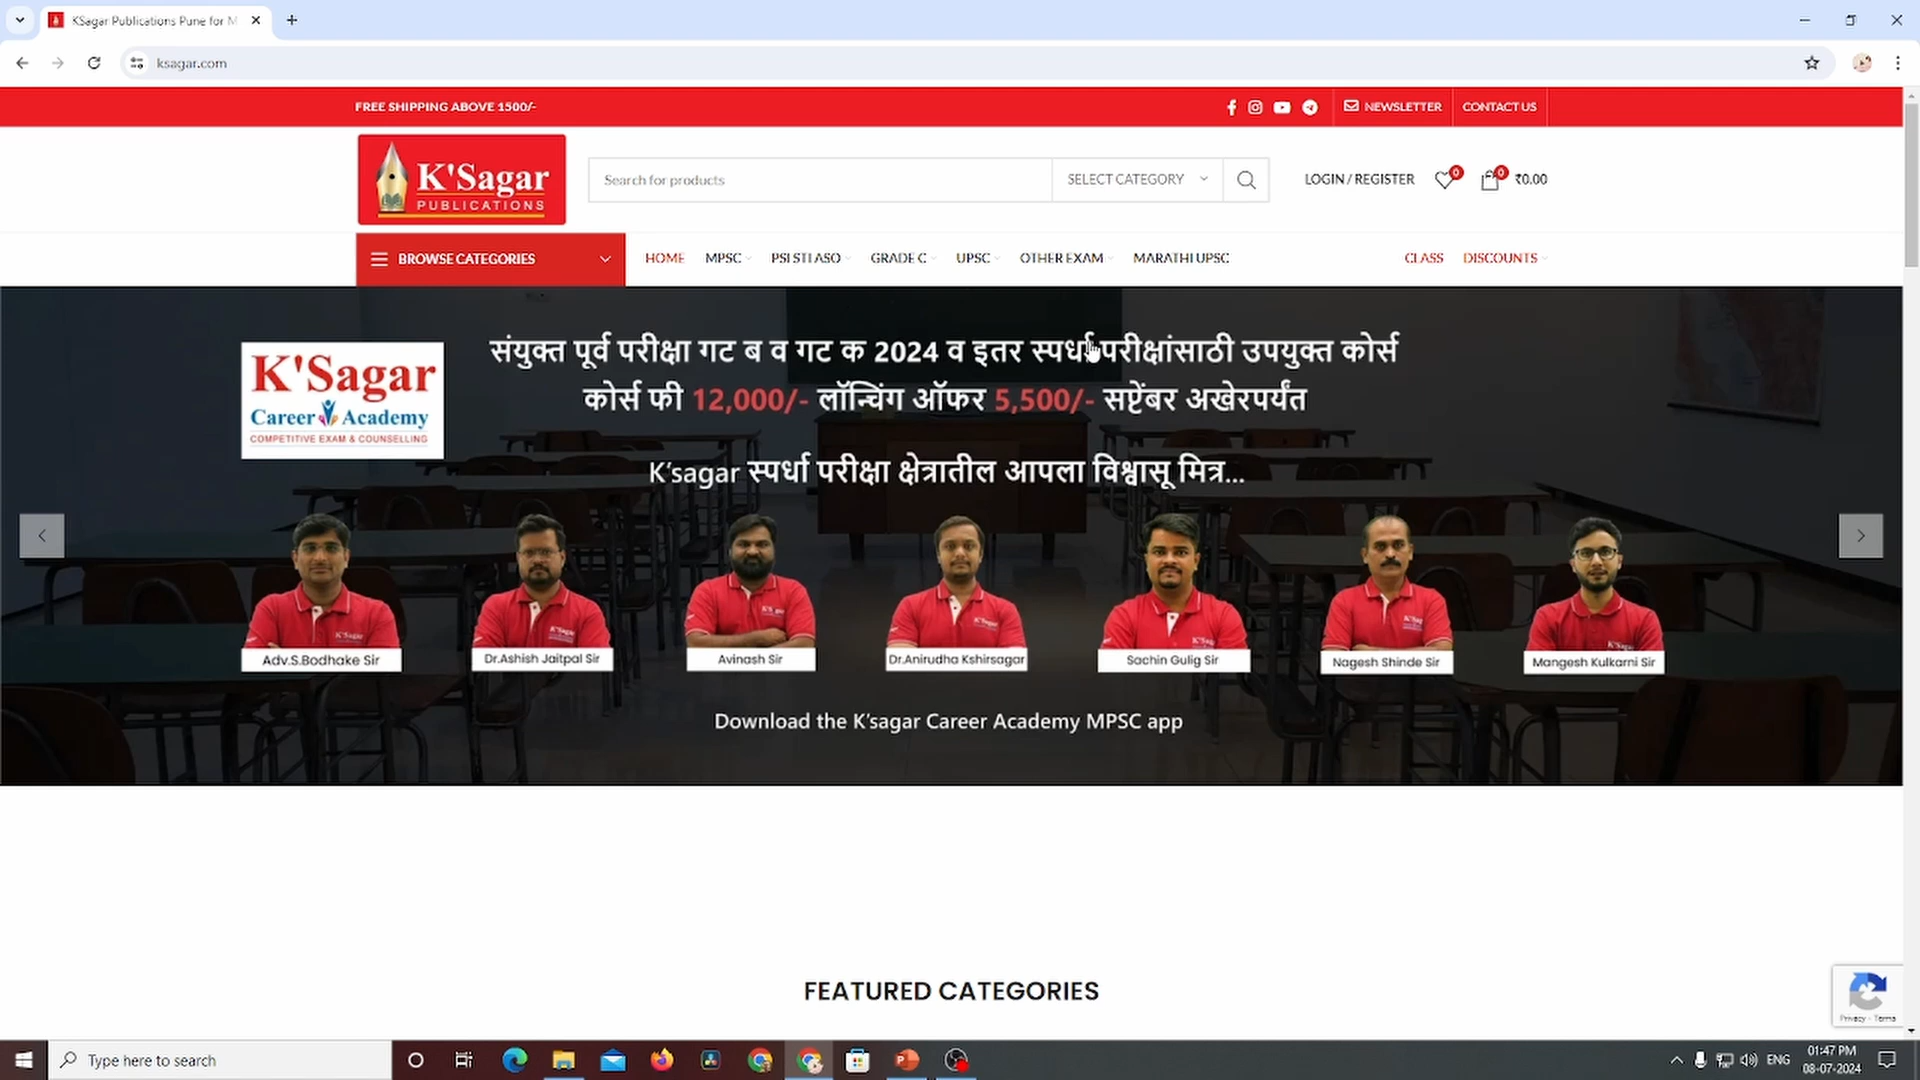 KSagar Publications Pune for M
ksagar.com
FREE SHIPPING ABOVE 1500/-
NEWSLETTER
CONTACT US
K'Sagar
PUBLICATIONS
Search for products
SELECT CATEGORY
LOGIN / REGISTER
0
0
₹0.00
BROWSE CATEGORIES
HOME
MPSC
PSI STI ASO
GRADE C
UPSC
OTHER EXAM
MARATHI UPSC
CLASS
DISCOUNTS
K'Sagar
Career Academy
COMPETITIVE EXAM & COUNSELLING
संयुक्त पूर्व परीक्षा गट ब व गट क 2024 व इतर स्पर्धा परीक्षांसाठी उपयुक्त कोर्स
कोर्स फी 12,000/- लॉन्चिंग ऑफर 5,500/- सप्टेंबर अखेरपर्यंत
K'sagar स्पर्धा परीक्षा क्षेत्रातील आपला विश्वासू मित्र...
Adv.S.Bodhake Sir
Dr.Ashish Jaitpal Sir
Avinash Sir
Dr.Anirudha Kshirsagar
Sachin Gulig Sir
Nagesh Shinde Sir
Mangesh Kulkarni Sir
Download the K'sagar Career Academy MPSC app
FEATURED CATEGORIES
Privacy - Terms
Type here to search
ENG
01:47 PM
08-07-2024